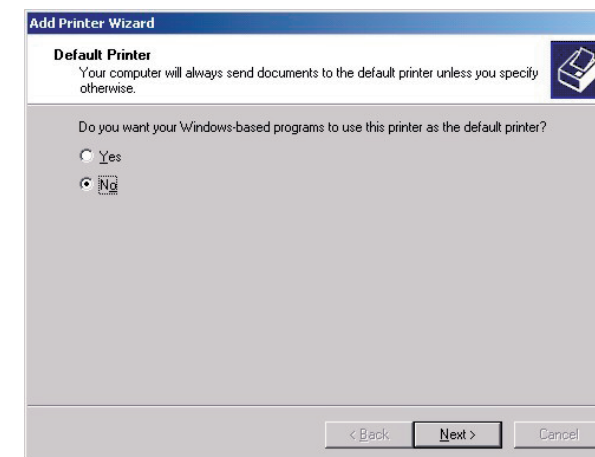 Add Printer Wizard
Default Printer
Your computer will always send documents to the default printer unless you specify
otherwise.
Do you want your Windows-based programs to use this printer as the default printer?
Yes
No
< Back
Next >
Cancel